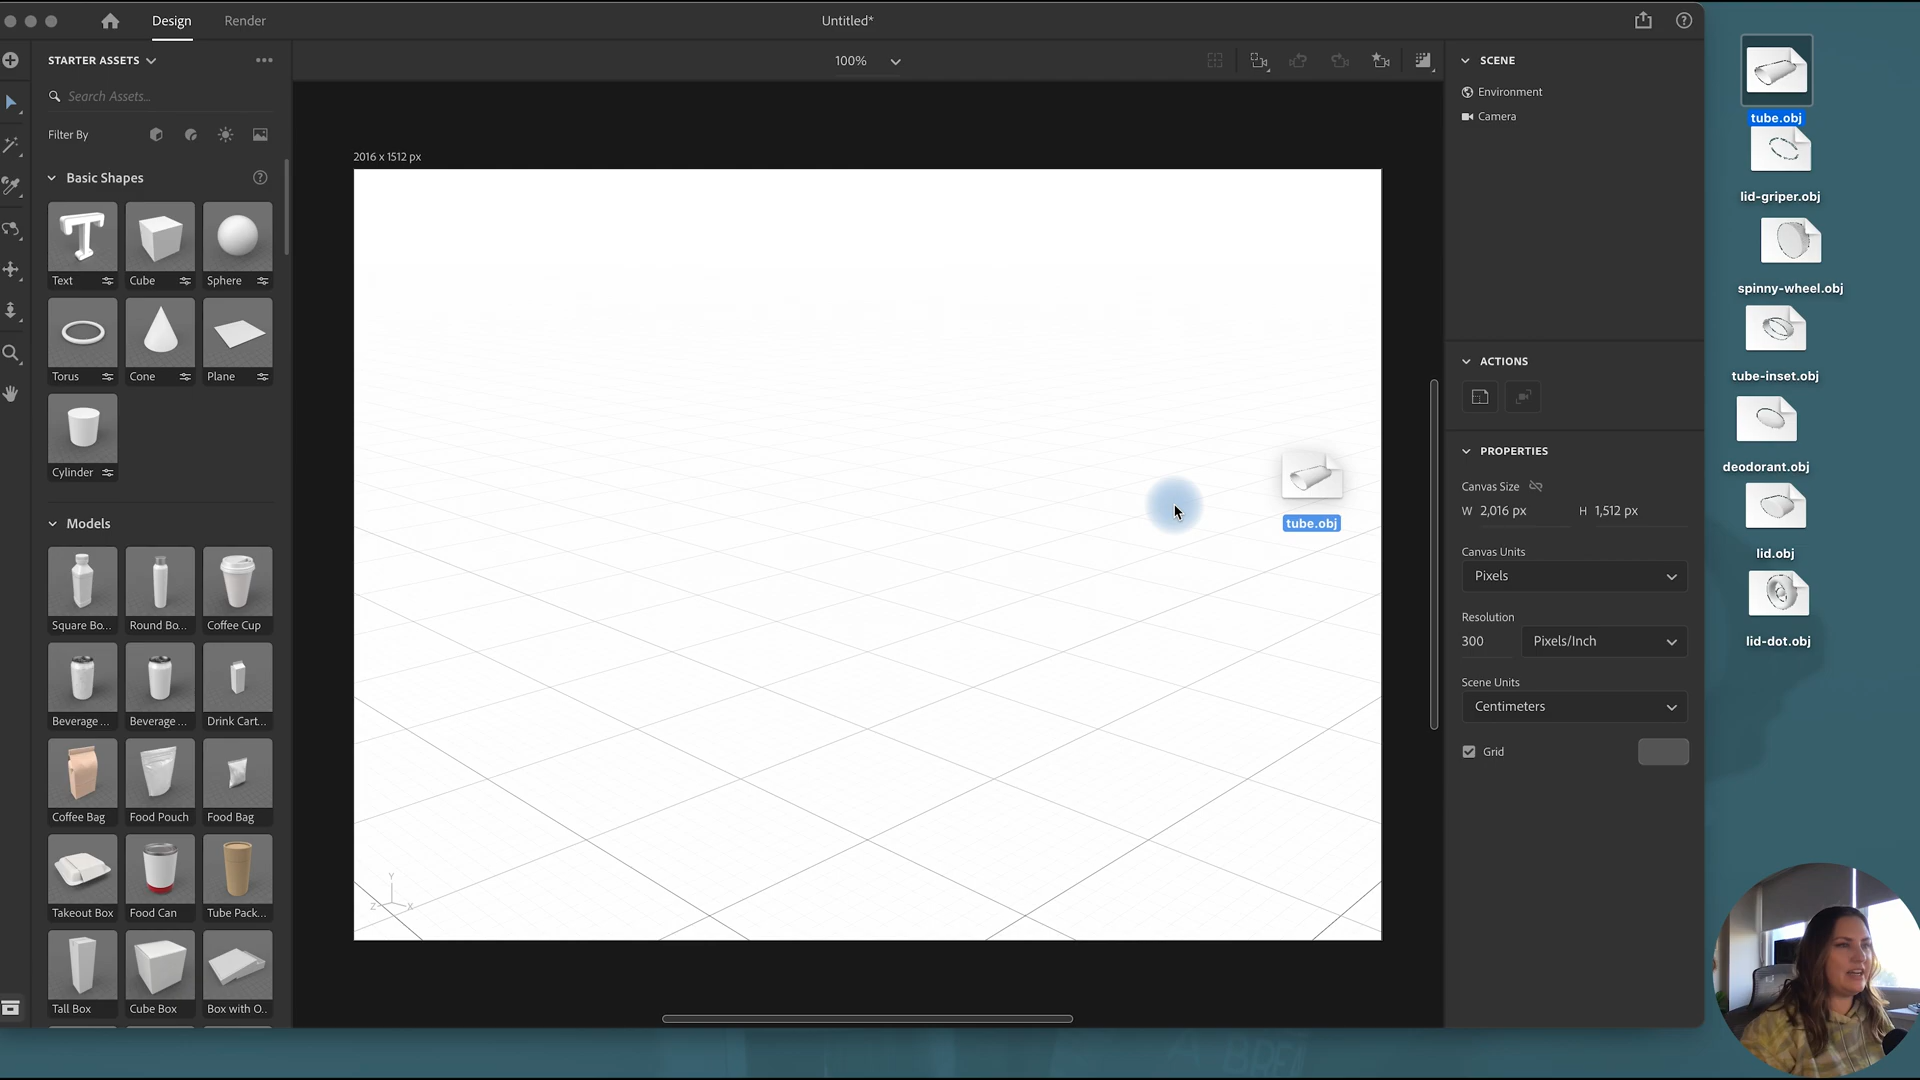 Design
Render
Untitled*
STARTER ASSETS
Search Assets...
Filter By
Basic Shapes
Text
Cube
Sphere
Torus
Cone
Plane
Cylinder
Models
Square Bo...
Round Bo...
Coffee Cup
Beverage ...
Beverage ...
Drink Cart...
Coffee Bag
Food Pouch
Food Bag
Takeout Box
Food Can
Tube Pack...
Tall Box
Cube Box
Box with O..
100%
2016 x 1512 px
tube.obj
Y
Z
X
SCENE
Environment
Camera
ACTIONS
PROPERTIES
Canvas Size
W 2,016 px
H 1,512 px
Canvas Units
Pixels
Resolution
300
Pixels/Inch
Scene Units
Centimeters
Grid
tube.obj
lid-griper.obj
spinny-wheel.obj
tube-inset.obj
deodorant.obj
lid.obj
lid-dot.obj